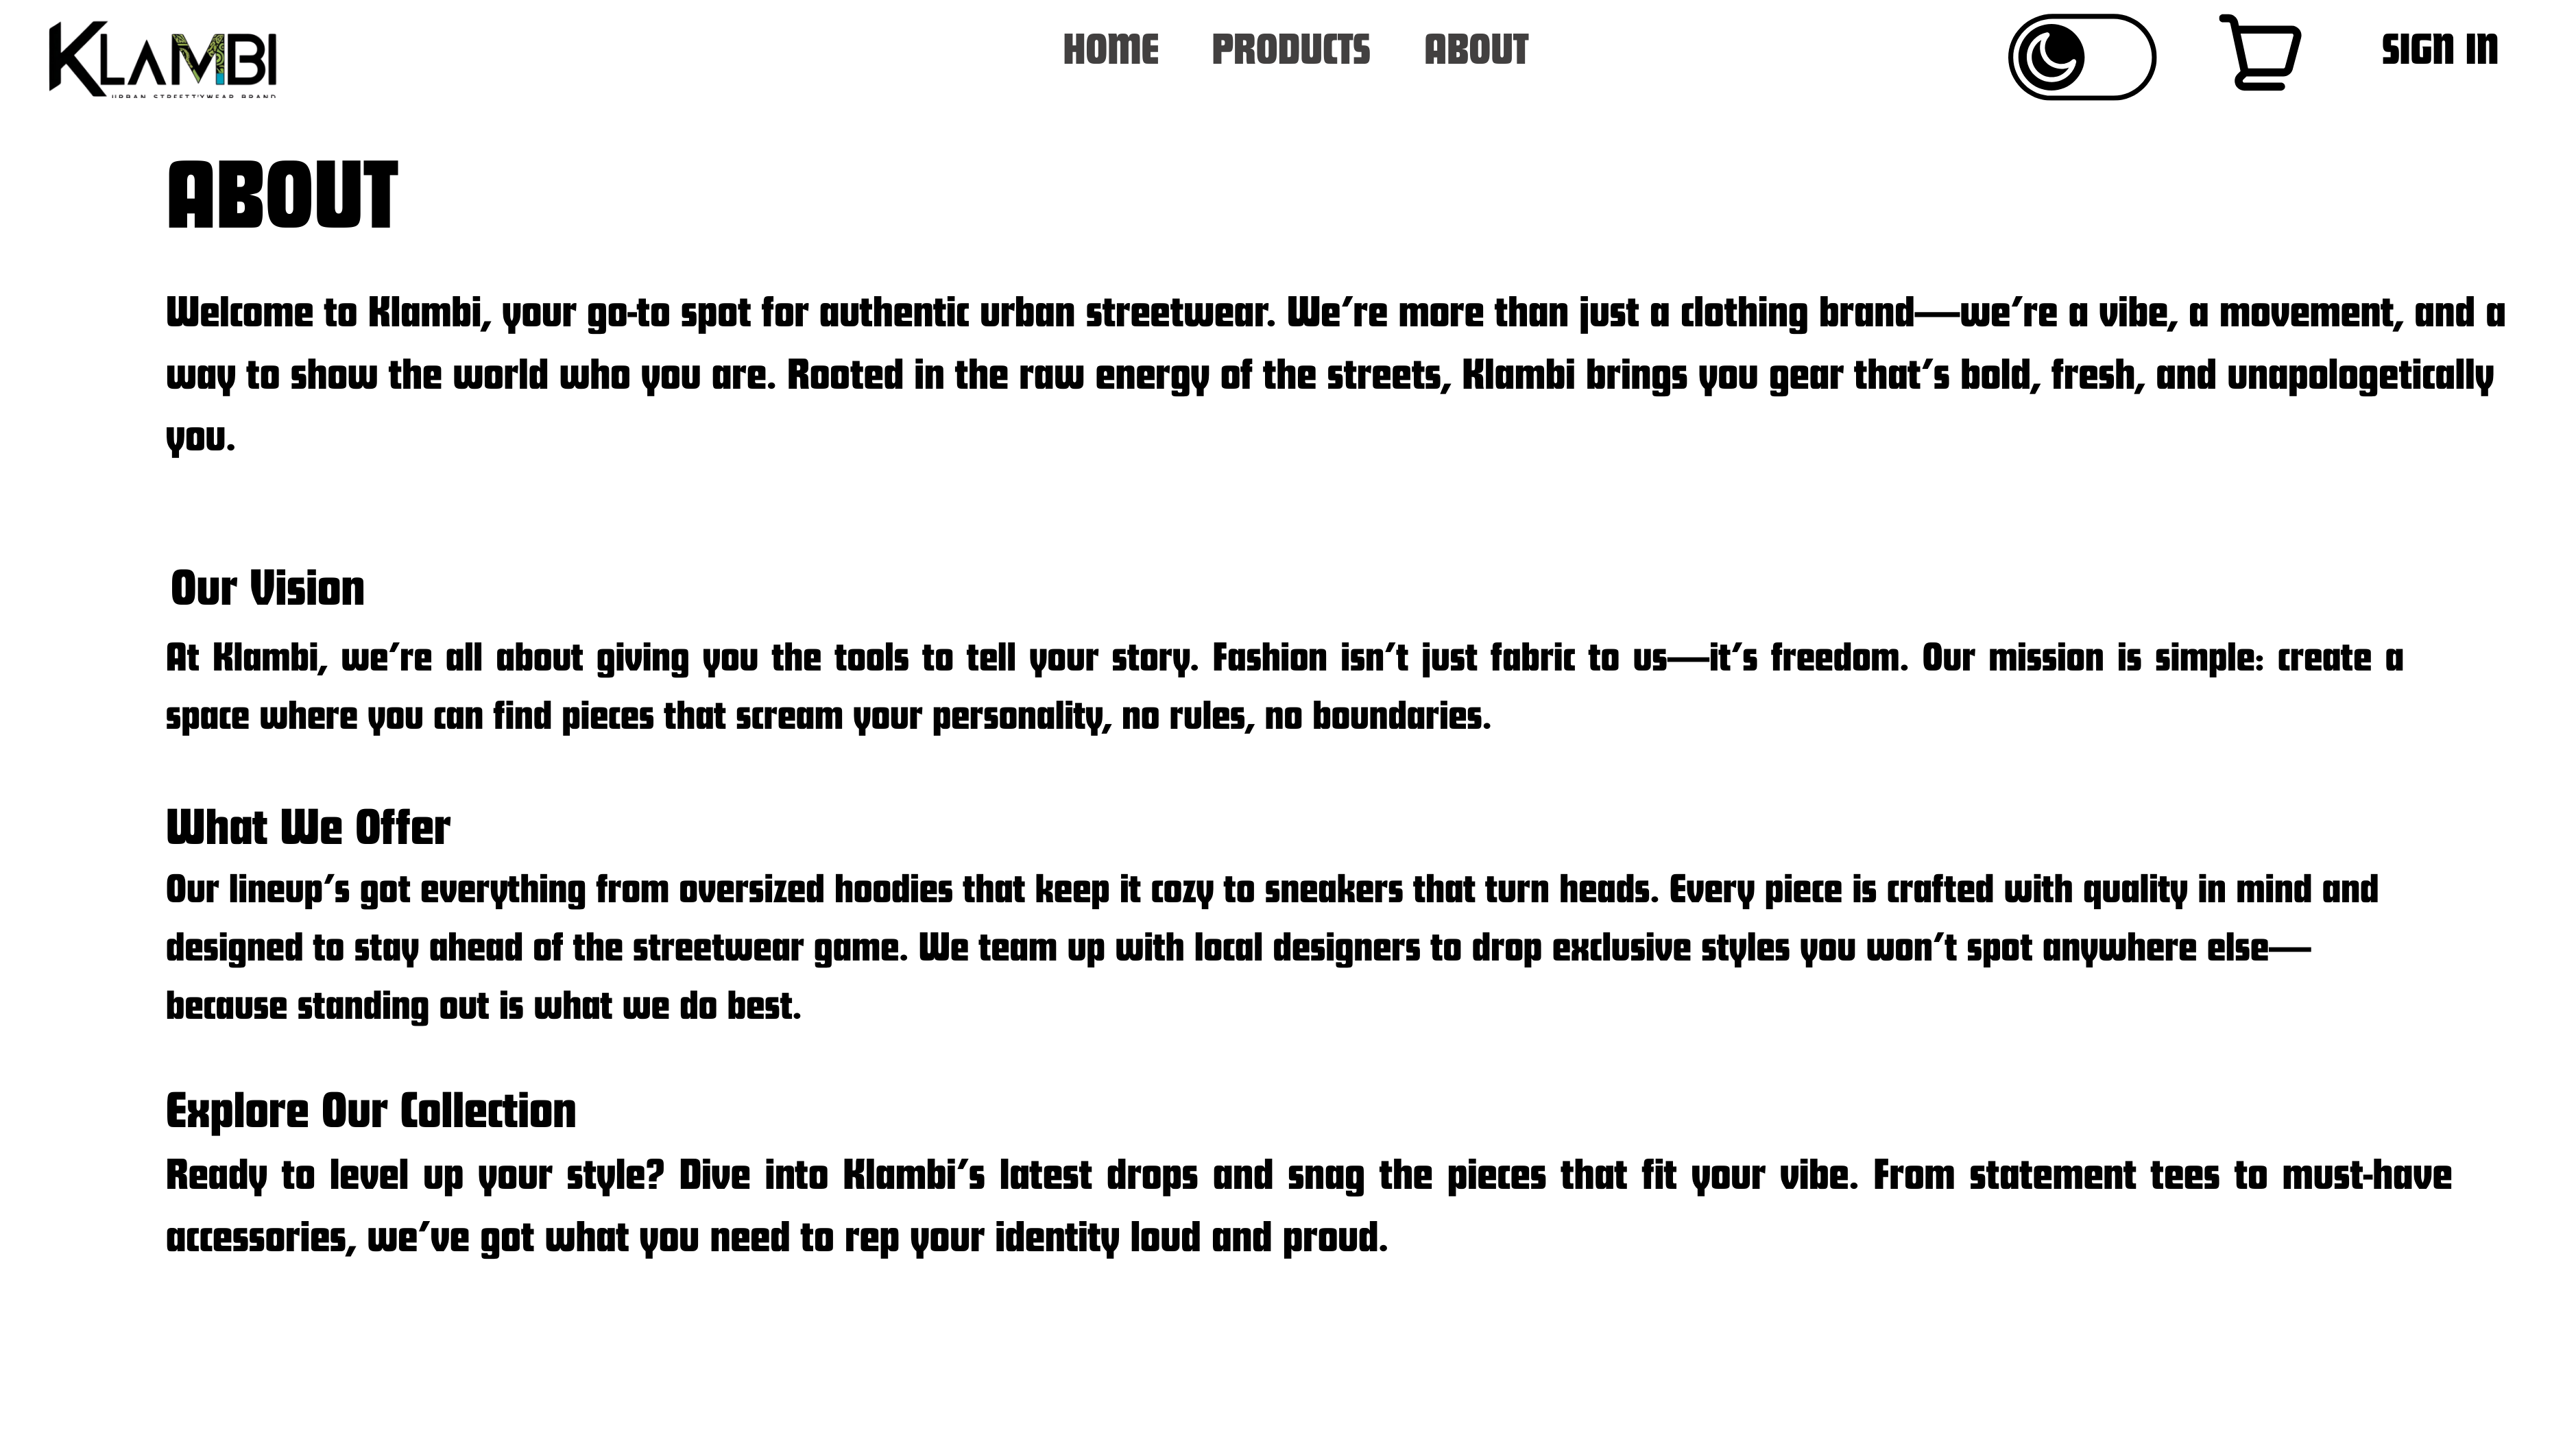 KLAMBI
HOME PRODUCTS ABOUT
SIGN IN
ABOUT
Welcome to Klambi, your go-to spot for authentic urban streetwear. We’re more than just a clothing brand—we’re a vibe, a movement, and a
way to show the world who you are. Rooted in the raw energy of the streets, Klambi brings you gear that’s bold, fresh, and unapologetically
you.
Our Vision
At Klambi, we’re all about giving you the tools to tell your story. Fashion isn’t just fabric to us—it’s freedom. Our mission is simple: create a
space where you can find pieces that scream your personality, no rules, no boundaries.
What We Offer
Our lineup’s got everything from oversized hoodies that keep it cozy to sneakers that turn heads. Every piece is crafted with quality in mind and
designed to stay ahead of the streetwear game. We team up with local designers to drop exclusive styles you won’t spot anywhere else—
because standing out is what we do best.
Explore Our Collection
Ready to level up your style? Dive into Klambi’s latest drops and snag the pieces that fit your vibe. From statement tees to must-have
accessories, we’ve got what you need to rep your identity loud and proud.